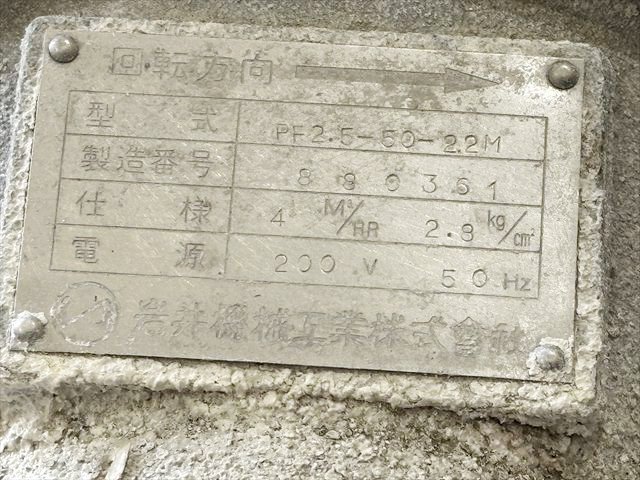 回転方向
型式 PF2.5-50-2.2M
製造番号 880361
仕様 4 M³/HR 2.8 kg/cm²
電源 200 V 50 Hz
岩井機械工業株式會社